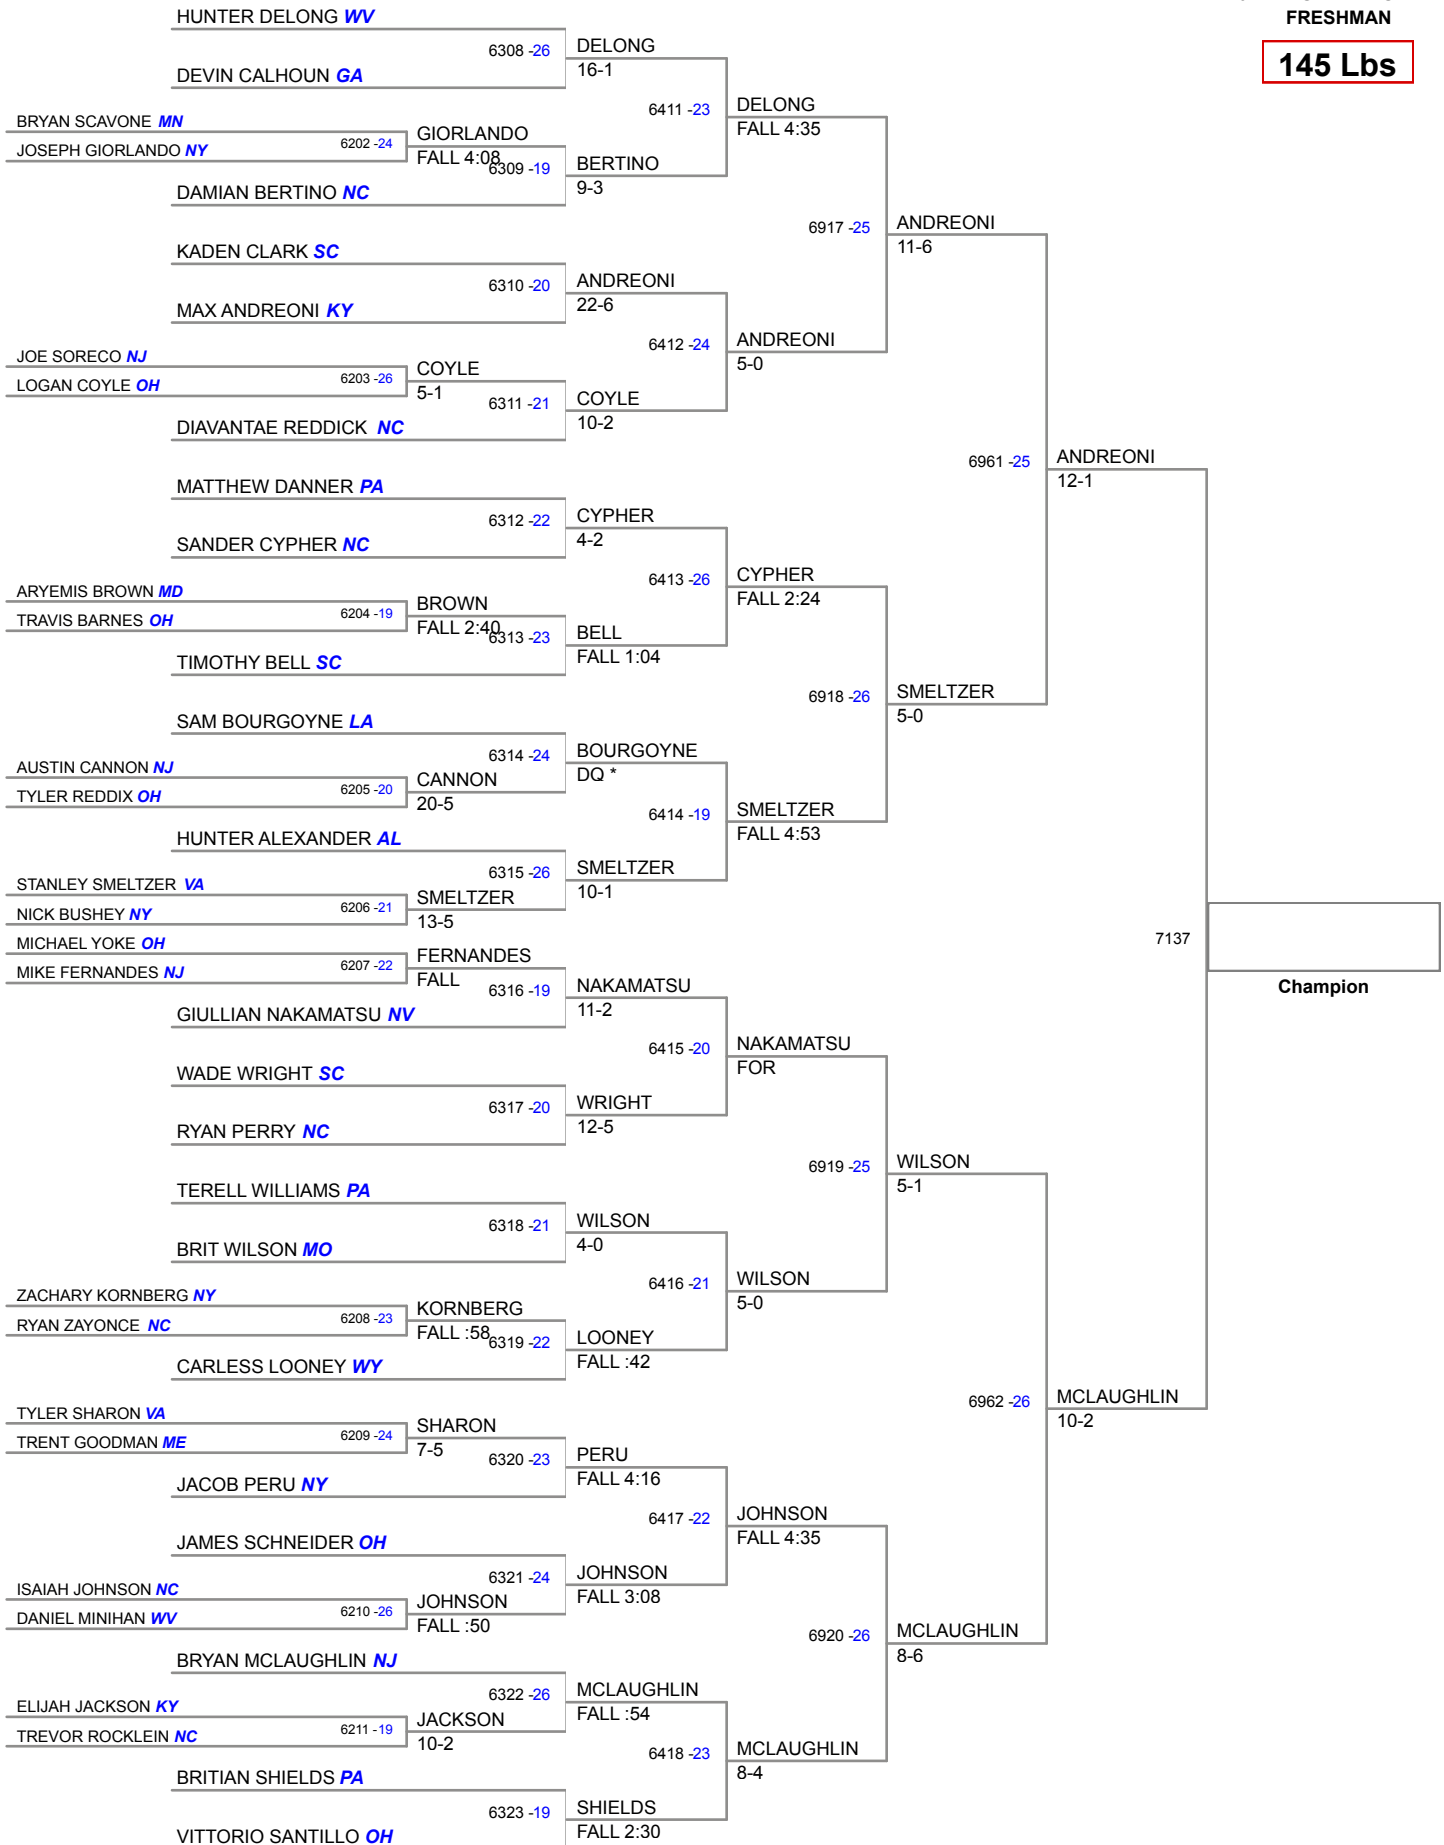 FRESHMAN
145 Lbs
HUNTER DELONG WV
6308 -26
DELONG
16-1
DEVIN CALHOUN GA
6411 -23
DELONG
FALL 4:35
BRYAN SCAVONE MN
6202 -24
GIORLANDO
FALL 4:08
JOSEPH GIORLANDO NY
6309 -19
BERTINO
9-3
DAMIAN BERTINO NC
6917 -25
ANDREONI
11-6
KADEN CLARK SC
6310 -20
ANDREONI
22-6
MAX ANDREONI KY
6412 -24
ANDREONI
5-0
JOE SORECO NJ
6203 -26
COYLE
5-1
LOGAN COYLE OH
6311 -21
COYLE
10-2
DIAVANTAE REDDICK NC
6961 -25
ANDREONI
12-1
MATTHEW DANNER PA
6312 -22
CYPHER
4-2
SANDER CYPHER NC
6413 -26
CYPHER
FALL 2:24
ARYEMIS BROWN MD
6204 -19
BROWN
FALL 2:40
TRAVIS BARNES OH
6313 -23
BELL
FALL 1:04
TIMOTHY BELL SC
6918 -26
SMELTZER
5-0
SAM BOURGOYNE LA
6314 -24
BOURGOYNE
DQ *
AUSTIN CANNON NJ
6205 -20
CANNON
20-5
TYLER REDDIX OH
6414 -19
SMELTZER
FALL 4:53
HUNTER ALEXANDER AL
6315 -26
SMELTZER
10-1
STANLEY SMELTZER VA
6206 -21
SMELTZER
13-5
NICK BUSHEY NY
7137
Champion
MICHAEL YOKE OH
6207 -22
FERNANDES
FALL
MIKE FERNANDES NJ
6316 -19
NAKAMATSU
11-2
GIULLIAN NAKAMATSU NV
6415 -20
NAKAMATSU
FOR
WADE WRIGHT SC
6317 -20
WRIGHT
12-5
RYAN PERRY NC
6919 -25
WILSON
5-1
TERELL WILLIAMS PA
6318 -21
WILSON
4-0
BRIT WILSON MO
6416 -21
WILSON
5-0
ZACHARY KORNBERG NY
6208 -23
KORNBERG
FALL :58
RYAN ZAYONCE NC
6319 -22
LOONEY
FALL :42
CARLESS LOONEY WY
6962 -26
MCLAUGHLIN
10-2
TYLER SHARON VA
6209 -24
SHARON
7-5
TRENT GOODMAN ME
6320 -23
PERU
FALL 4:16
JACOB PERU NY
6417 -22
JOHNSON
FALL 4:35
JAMES SCHNEIDER OH
6321 -24
JOHNSON
FALL 3:08
ISAIAH JOHNSON NC
6210 -26
JOHNSON
FALL :50
DANIEL MINIHAN WV
6920 -26
MCLAUGHLIN
8-6
BRYAN MCLAUGHLIN NJ
6322 -26
MCLAUGHLIN
FALL :54
ELIJAH JACKSON KY
6211 -19
JACKSON
10-2
TREVOR ROCKLEIN NC
6418 -23
MCLAUGHLIN
8-4
BRITIAN SHIELDS PA
6323 -19
SHIELDS
FALL 2:30
VITTORIO SANTILLO OH